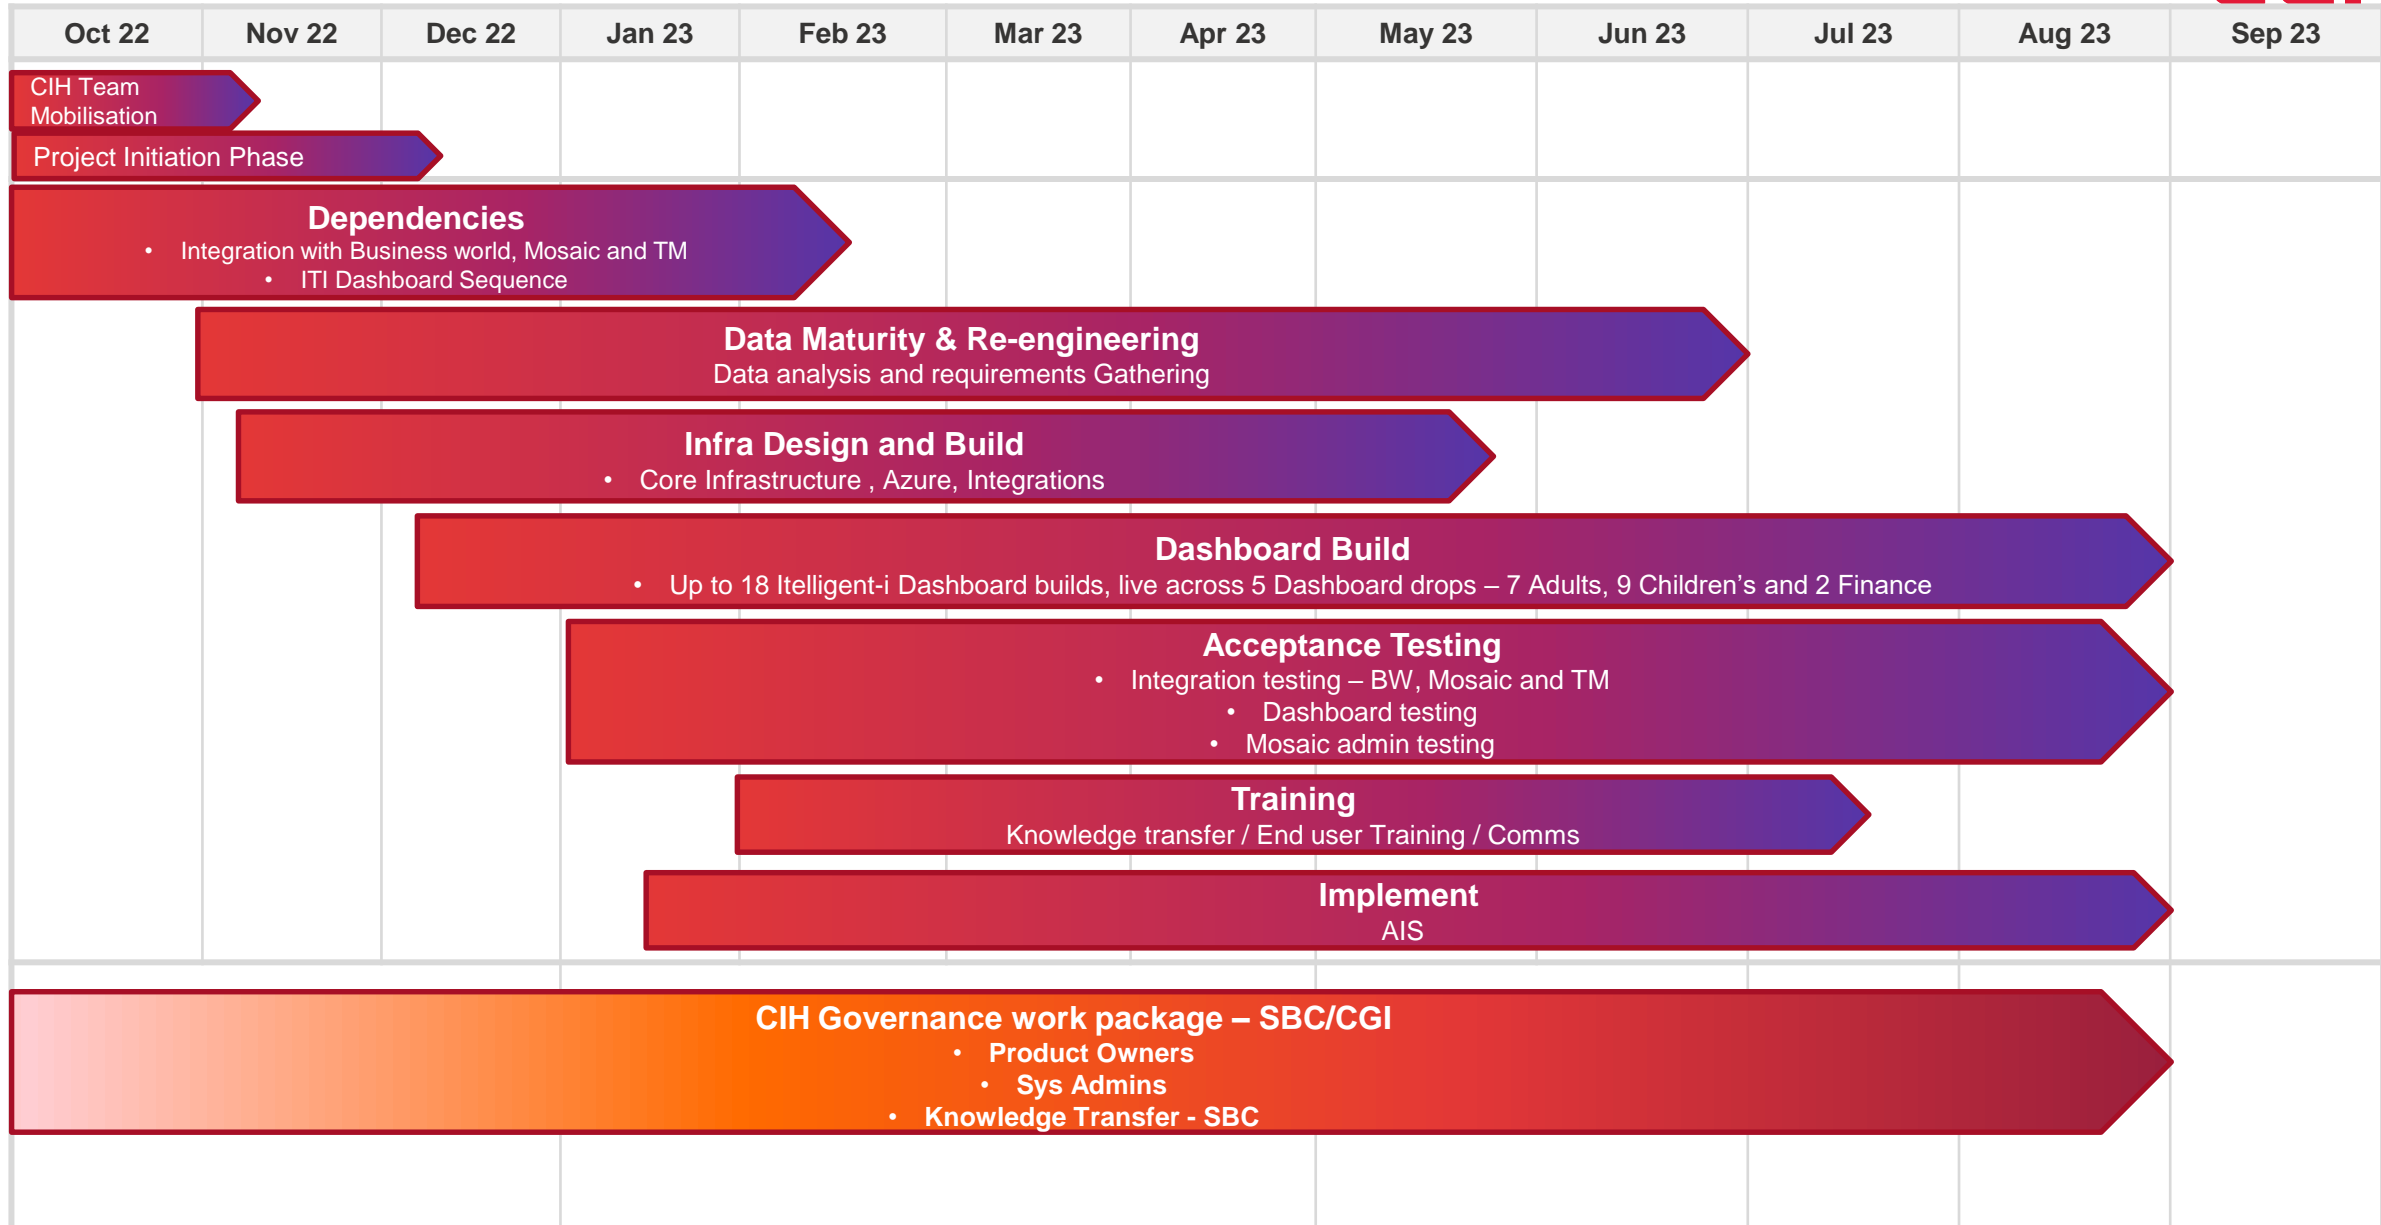 Oct 22 Nov 22 Dec 22 Jan 23 Feb 23 Mar 23 Apr 23 May 23 Jun 23 Jul 23 Aug 23 Sep 23
CIH Team
Mobilisation
Project Initiation Phase
Dependencies
• Integration with Business world, Mosaic and TM
• ITI Dashboard Sequence
Data Maturity & Re-engineering
Data analysis and requirements Gathering
Infra Design and Build
• Core Infrastructure , Azure, Integrations
Dashboard Build
• Up to 18 Itelligent-i Dashboard builds, live across 5 Dashboard drops – 7 Adults, 9 Children’s and 2 Finance
Acceptance Testing
• Integration testing – BW, Mosaic and TM
• Dashboard testing
• Mosaic admin testing
Training
Knowledge transfer / End user Training / Comms
Implement
AIS
CIH Governance work package – SBC/CGI
• Product Owners
• Sys Admins
• Knowledge Transfer - SBC